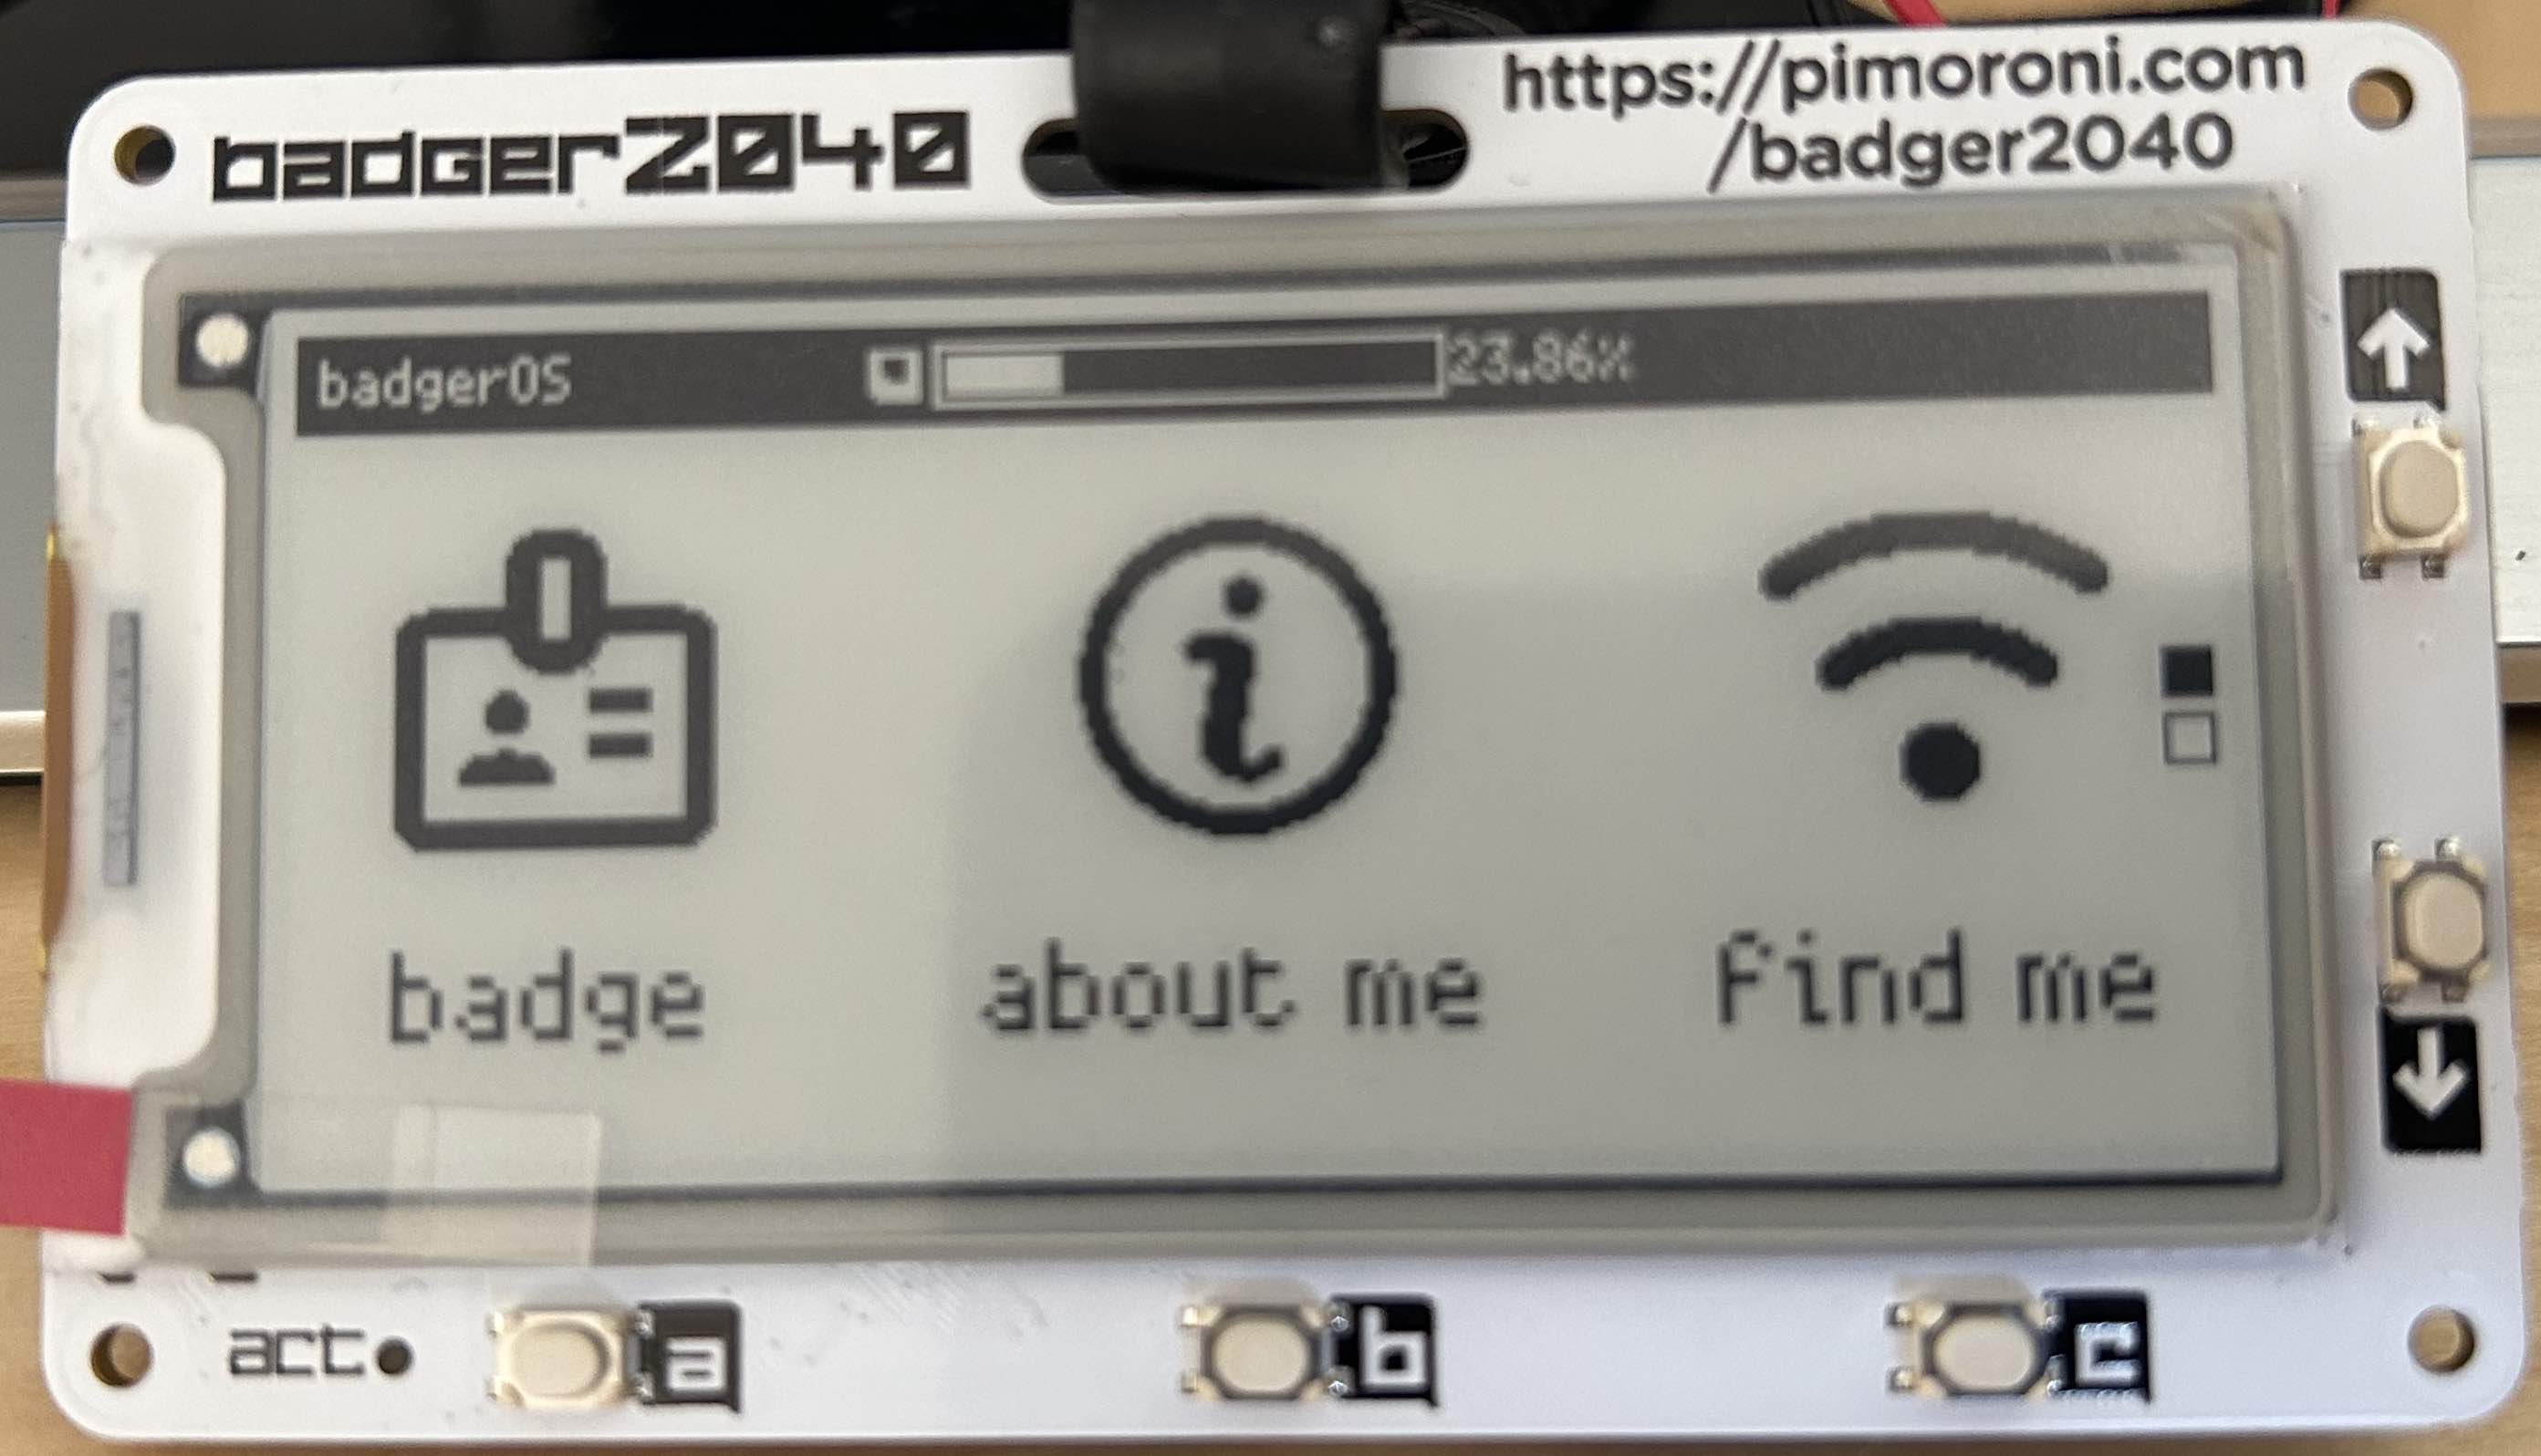 badger2040
https://pimoroni.com
/badger2040
badgerOS 23.86%
badge
about me
find me
act
a
b
c